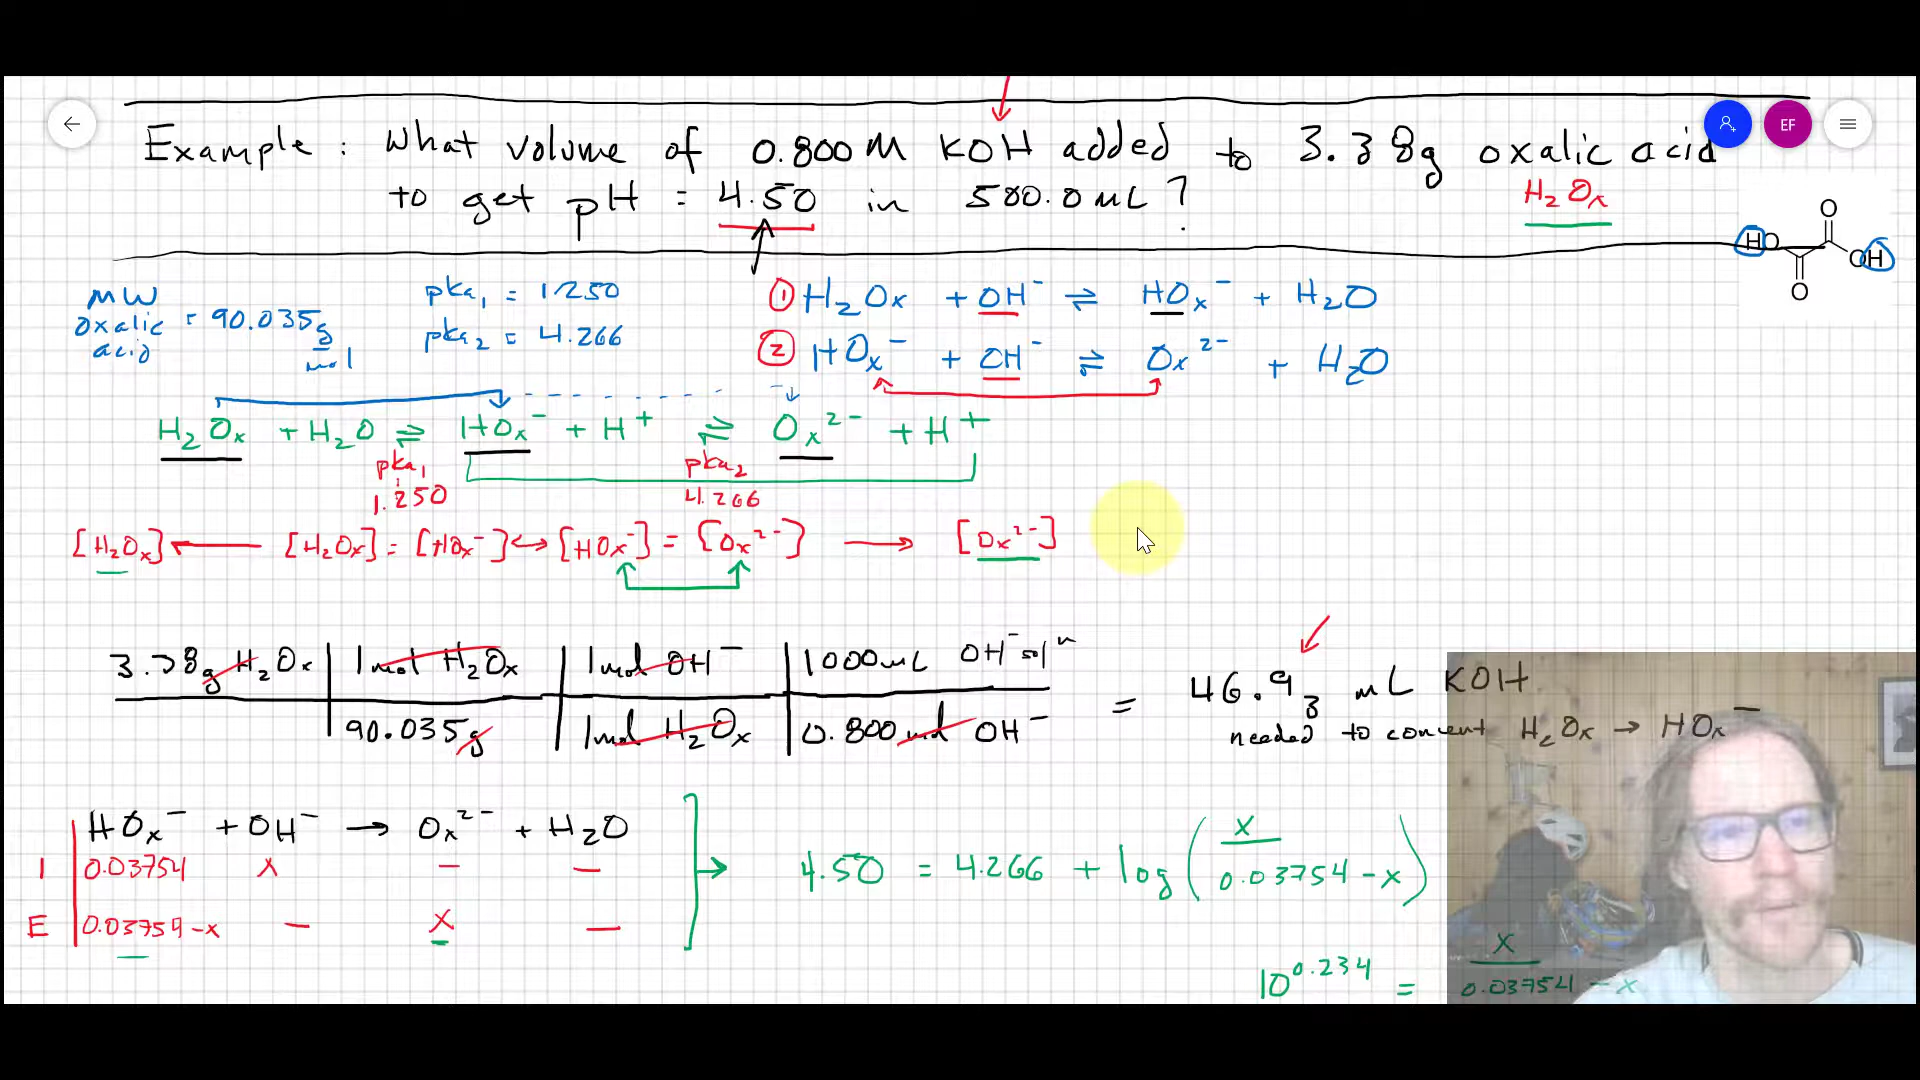 Example: What volume of 0.800 M KOH added to 3.38g oxalic acid
EF
to get pH = 4.50 in 500.0 mL?
H₂Ox
O
HO
OH
O
MW oxalic acid = 90.035 g/mol
pka₁ = 1.250
pka₂ = 4.266
① H₂Ox + OH⁻ ⇌ HOx⁻ + H₂O
② HOx⁻ + OH⁻ ⇌ Ox²⁻ + H₂O
H₂Ox + H₂O ⇌ HOx⁻ + H⁺ ⇌ Ox²⁻ + H⁺
pka₁ pka₂
1.250 4.266
[H₂Ox] ← [H₂Ox] = [HOx⁻] ↔ [HOx⁻] = [Ox²⁻] → [Ox²⁻]
3.38g H₂Ox | 1 mol H₂Ox | 1 mol OH⁻ | 1000 mL OH⁻ solⁿ
90.035g | 1 mol H₂Ox | 0.800 mol OH⁻
= 46.9₃ mL KOH
needed to convert H₂Ox → HOx⁻
HOx⁻ + OH⁻ → Ox²⁻ + H₂O
I 0.03754 x – –
E 0.03754-x – x –
4.50 = 4.266 + log (x / 0.03754-x)
10^0.234 = x / 0.03754-x